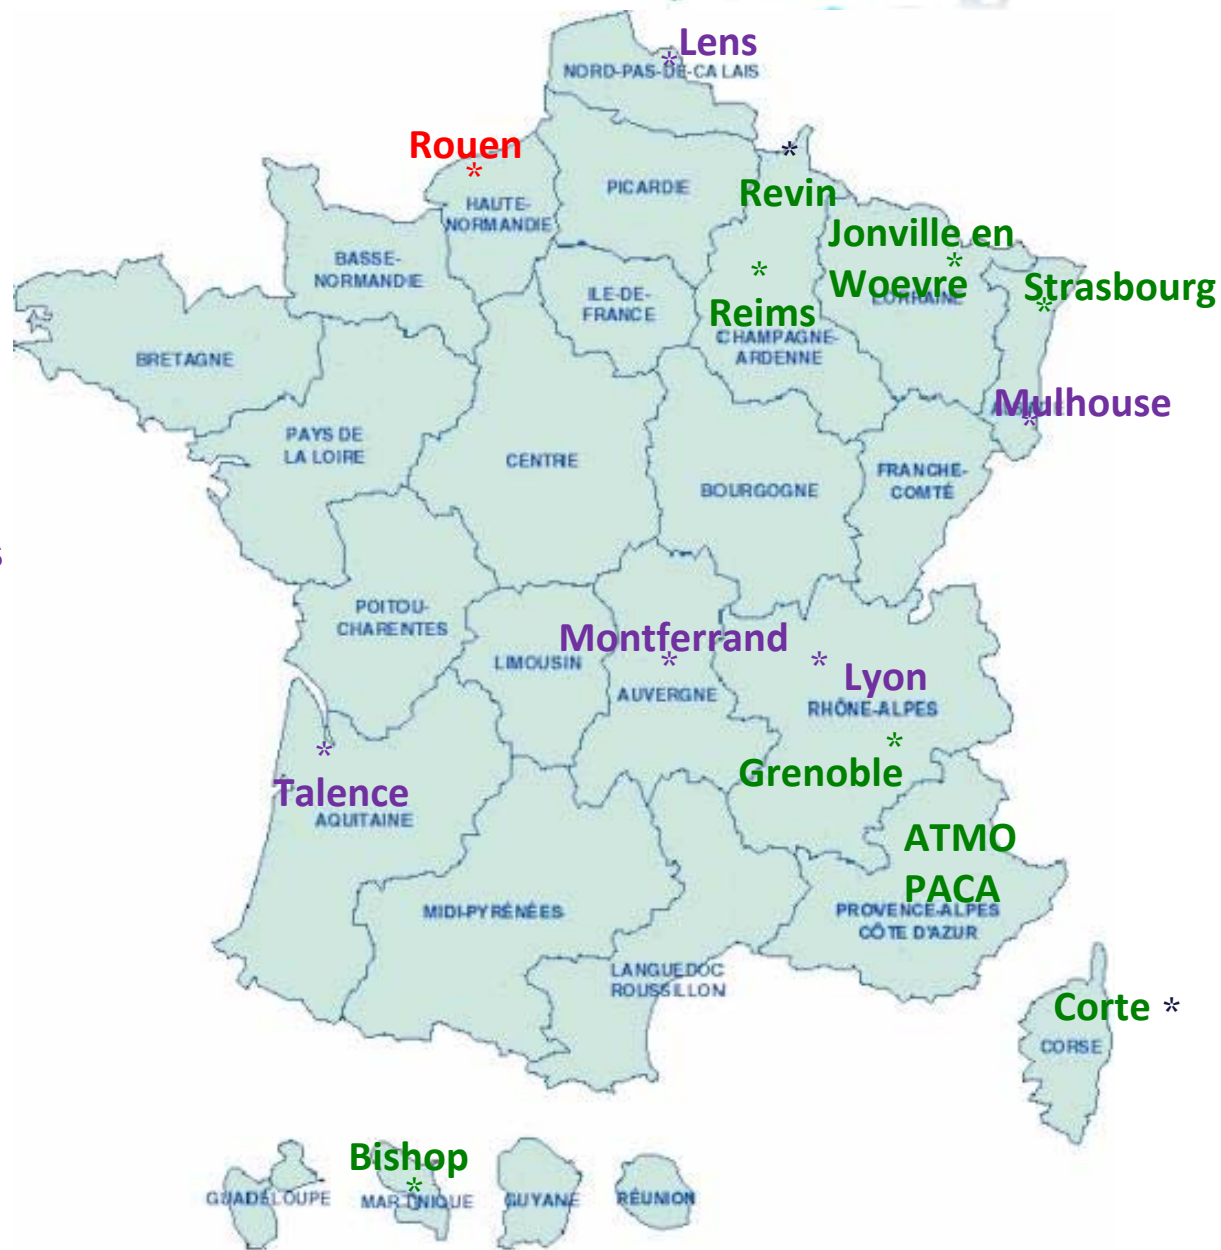 Lens
NORD-PAS-DE-CALAIS
Rouen
*
*
*
PICARDIE
Revin
HAUTE-
NORMANDIE
Jonville en
Woevre
*
LORRAINE
BASSE-
NORMANDIE
*
Reims
ILE-DE-
FRANCE
Strasbourg
*
CHAMPAGNE-
ARDENNE
BRETAGNE
Mulhouse
*
PAYS DE
LA LOIRE
CENTRE
BOURGOGNE
FRANCHE-
COMTÉ
s
POITOU-
CHARENTES
LIMOUSIN
Montferrand
*
AUVERGNE
*
Lyon
RHÔNE-ALPES
*
Grenoble
*
Talence
AQUITAINE
ATMO
PACA
PROVENCE-ALPES
CÔTE D'AZUR
MIDI-PYRÉNÉES
LANGUEDOC
ROUSSILLON
Corte *
CORSE
Bishop
*
GUADELOUPE
MARTINIQUE
GUYANE
RÉUNION